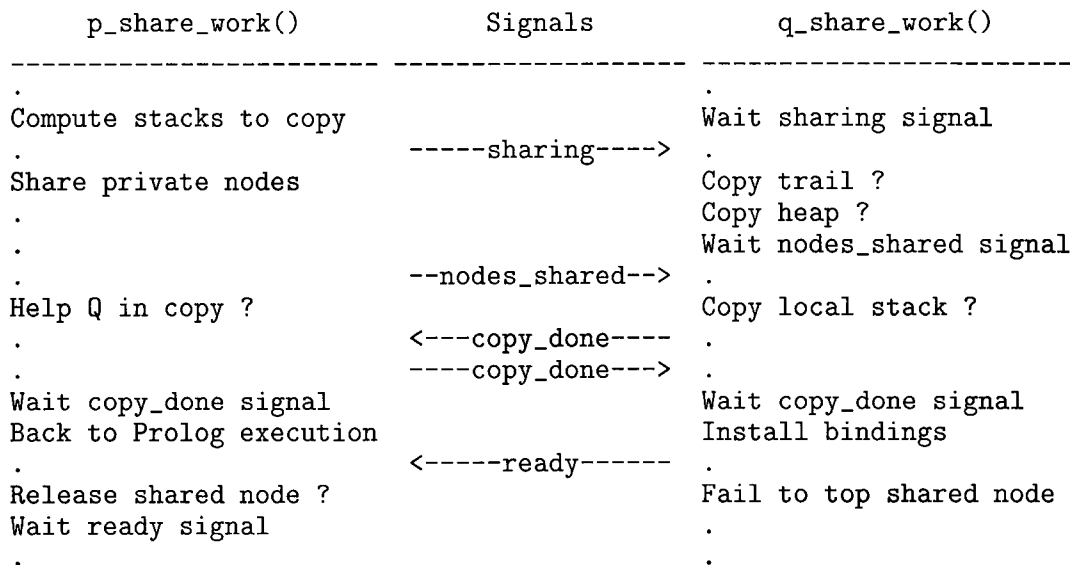 p_share_work() Signals q_share_work()
------------------------ ------------------- ------------------------
. .
Compute stacks to copy Wait sharing signal
. -----sharing----> .
Share private nodes Copy trail ?
. Copy heap ?
. Wait nodes_shared signal
. --nodes_shared--> .
Help Q in copy ? Copy local stack ?
. <---copy_done---- .
. ----copy_done---> .
Wait copy_done signal Wait copy_done signal
Back to Prolog execution Install bindings
. <-----ready------ .
Release shared node ? Fail to top shared node
Wait ready signal .
. .